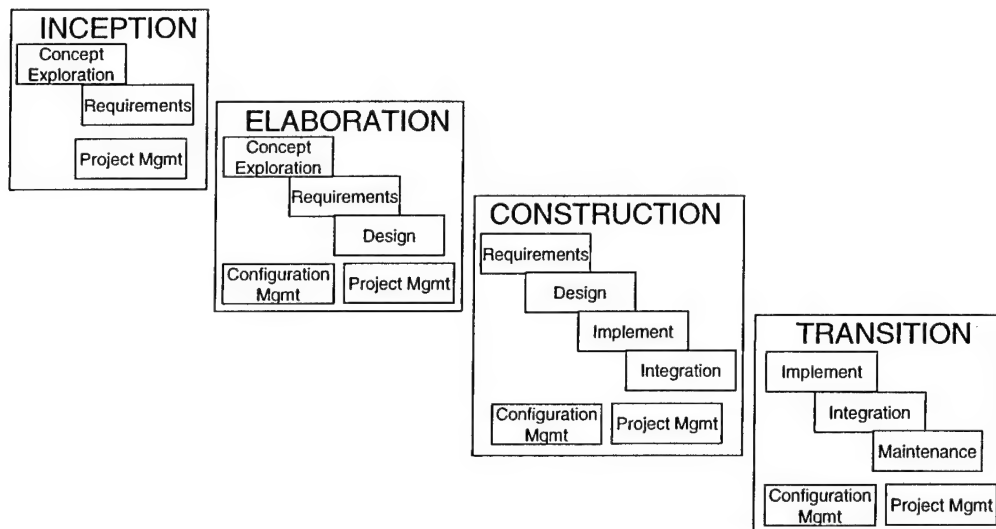 INCEPTION
Concept
Exploration
Requirements
Project Mgmt
ELABORATION
Concept
Exploration
Requirements
Design
Configuration
Mgmt
Project Mgmt
CONSTRUCTION
Requirements
Design
Implement
Integration
Configuration
Mgmt
Project Mgmt
TRANSITION
Implement
Integration
Maintenance
Configuration
Mgmt
Project Mgmt